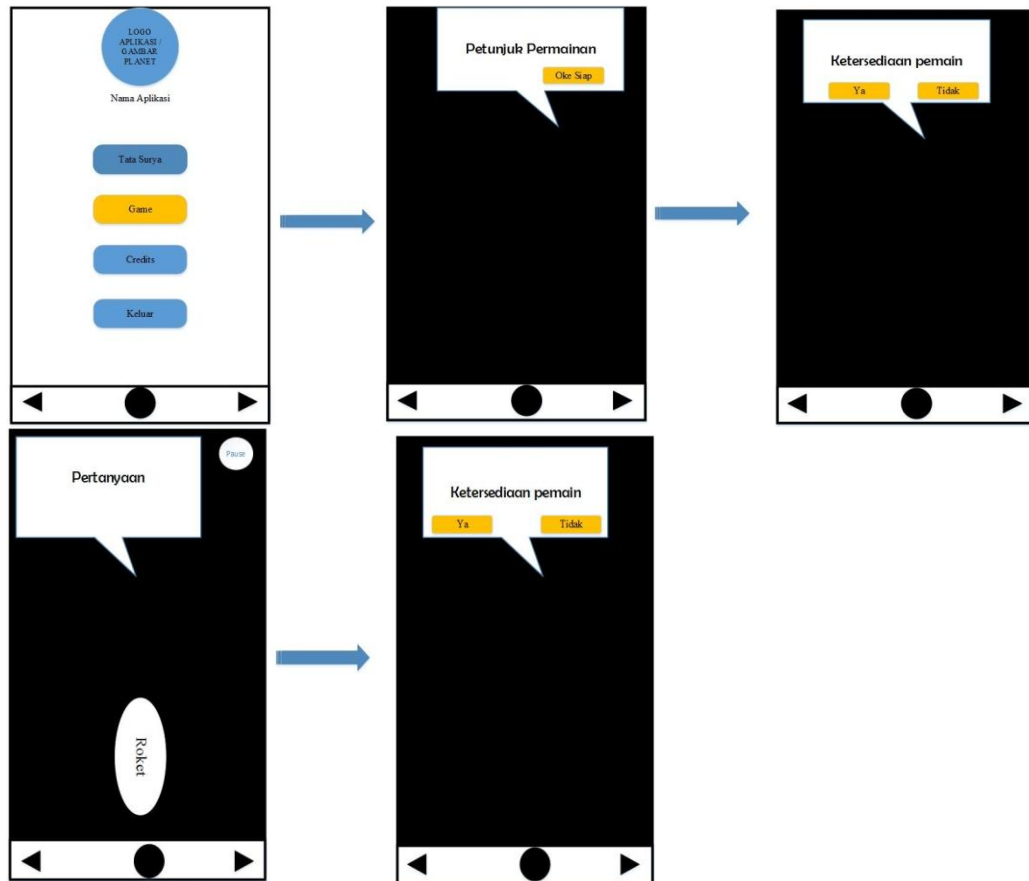 LOGO
APLIKASI /
GAMBAR
PLANET
Nama Aplikasi
Tata Surya
Game
Credits
Keluar
Petunjuk Permainan
Oke Siap
Ketersediaan pemain
Ya
Tidak
Pertanyaan
Pause
Roket
Ketersediaan pemain
Ya
Tidak